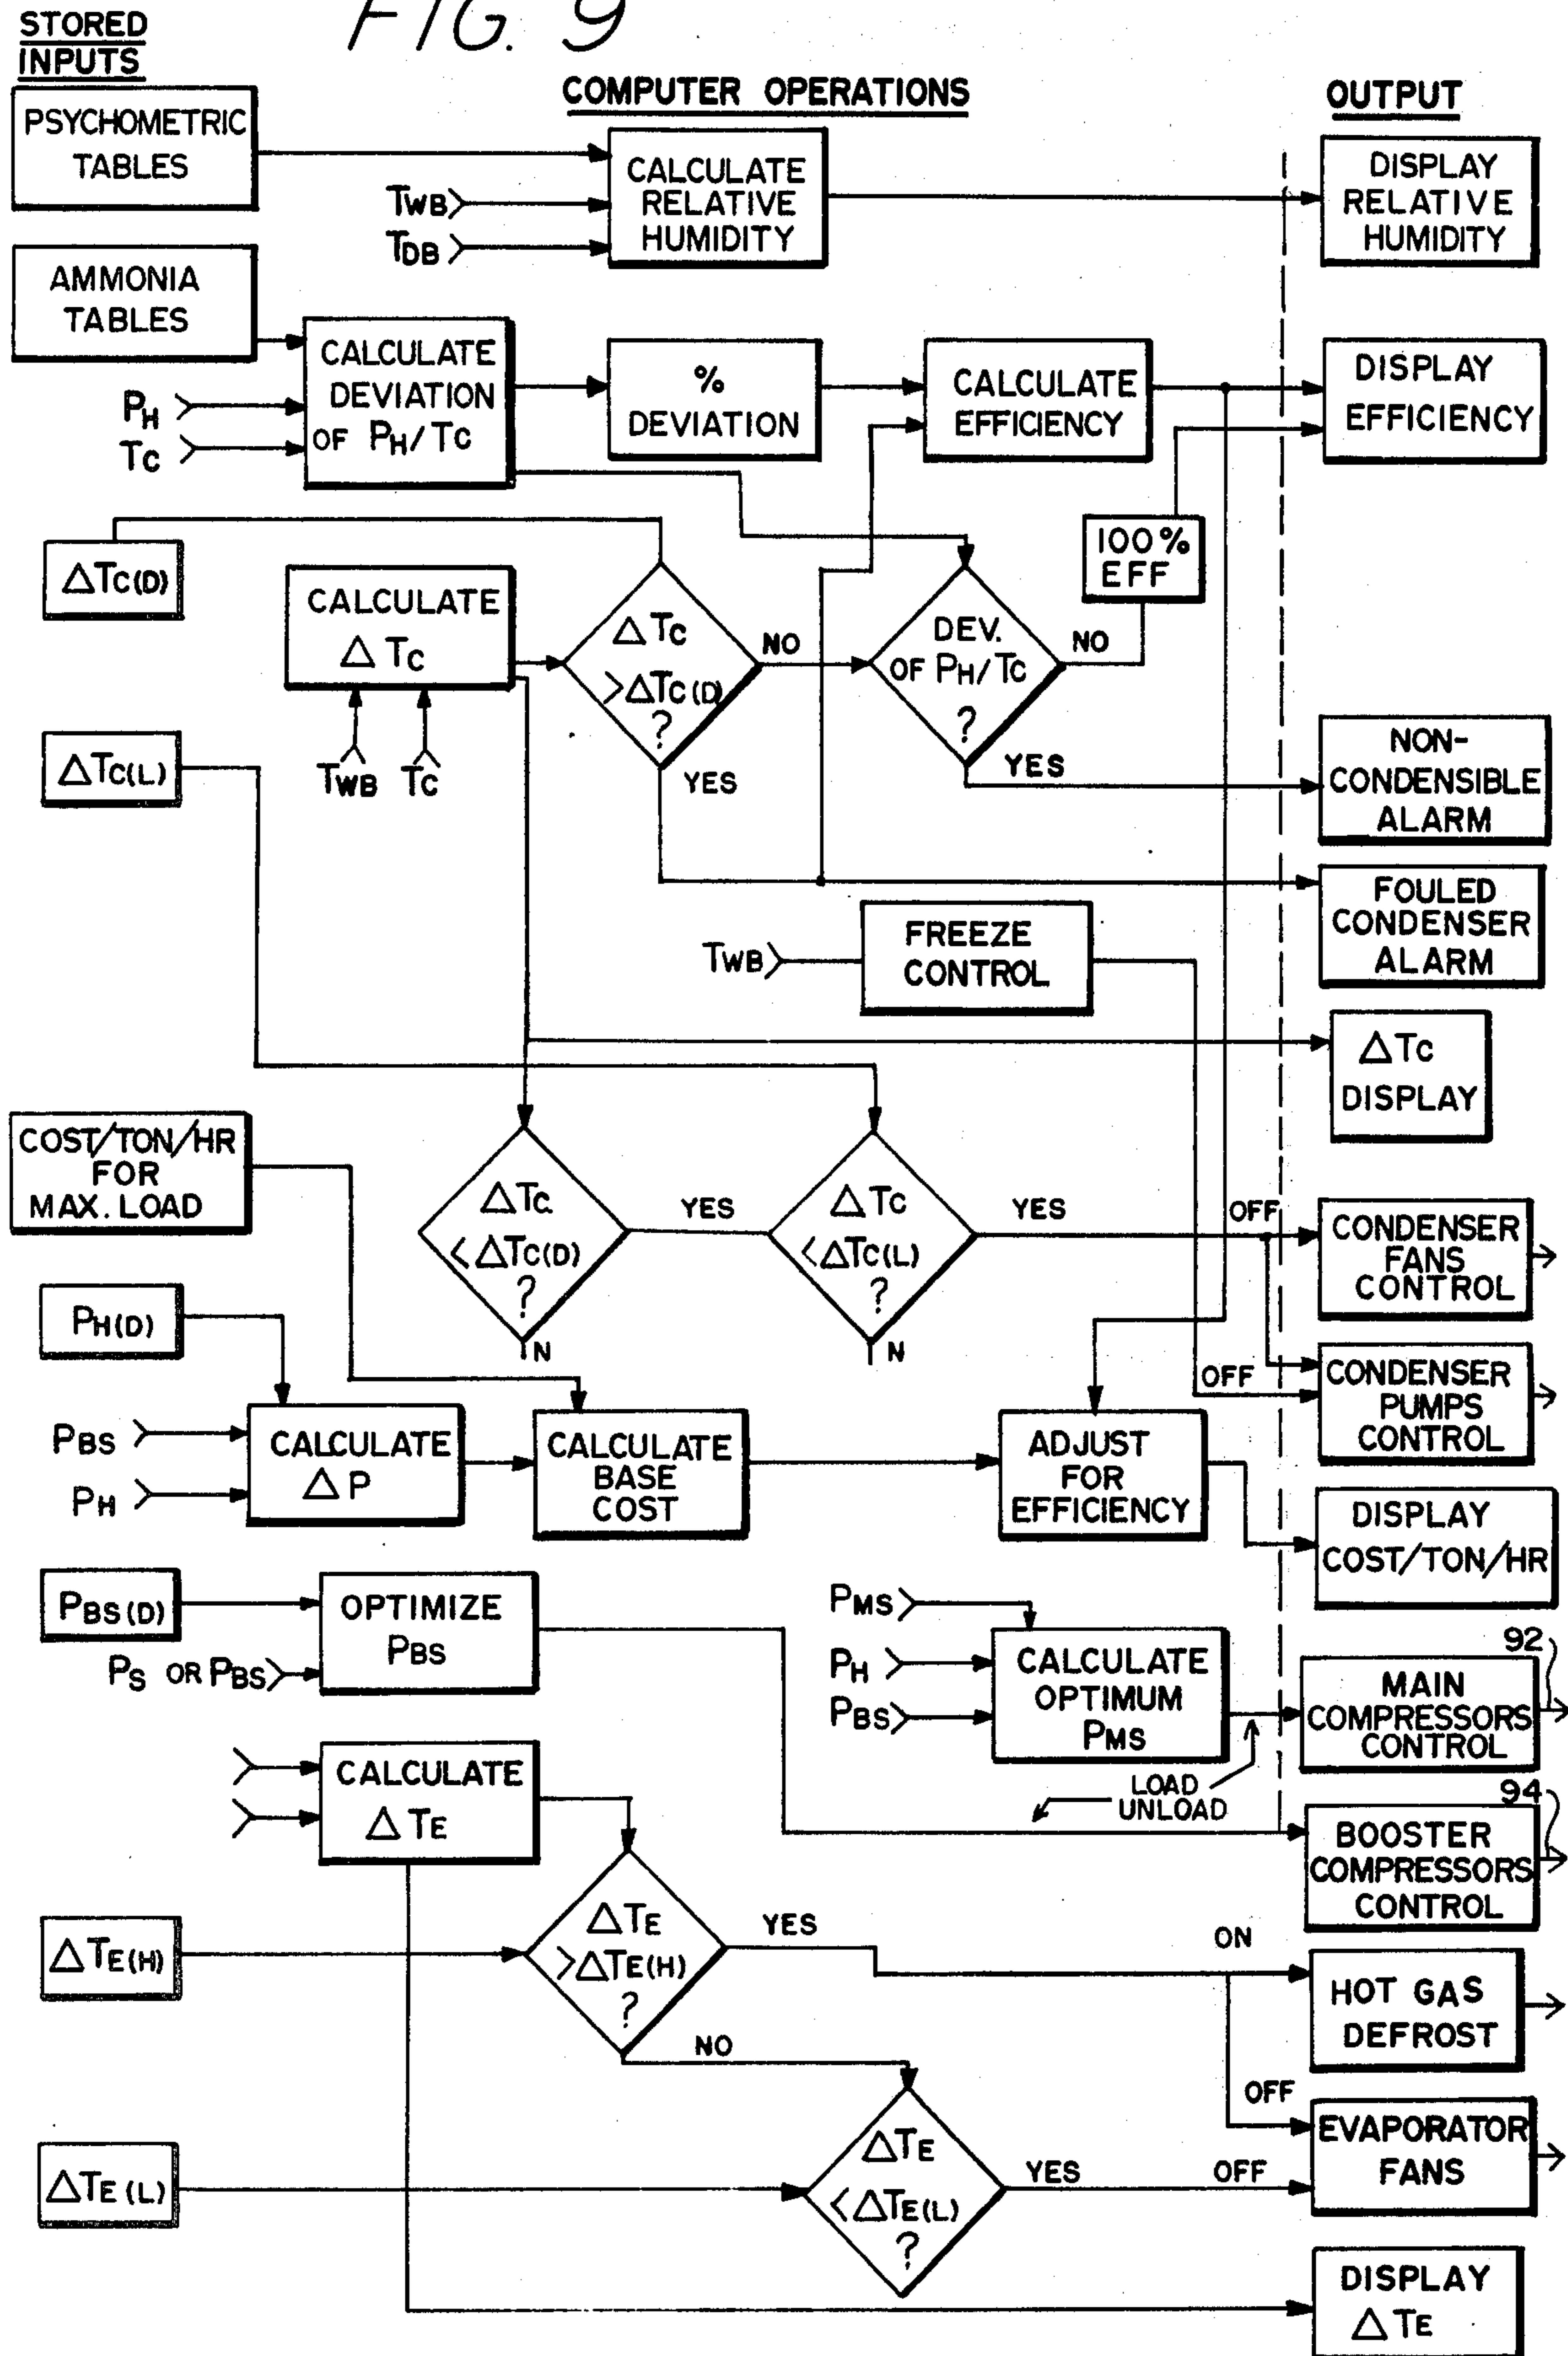 FIG. 9
STORED
INPUTS
COMPUTER OPERATIONS
OUTPUT
PSYCHOMETRIC
TABLES
TWB
TDB
CALCULATE
RELATIVE
HUMIDITY
DISPLAY
RELATIVE
HUMIDITY
AMMONIA
TABLES
PH
TC
CALCULATE
DEVIATION
OF PH/TC
%
DEVIATION
CALCULATE
EFFICIENCY
DISPLAY
EFFICIENCY
100%
EFF
ΔTC(D)
CALCULATE
ΔTC
TWB TC
ΔTC
>ΔTC(D)
?
NO
YES
DEV.
OF PH/TC
?
NO
YES
NON-
CONDENSIBLE
ALARM
ΔTC(L)
FOULED
CONDENSER
ALARM
TWB
FREEZE
CONTROL
ΔTC
DISPLAY
COST/TON/HR
FOR
MAX. LOAD
ΔTC
<ΔTC(D)
?
YES
N
ΔTC
<ΔTC(L)
?
YES
N
OFF
CONDENSER
FANS
CONTROL
PH(D)
OFF
CONDENSER
PUMPS
CONTROL
PBS
PH
CALCULATE
ΔP
CALCULATE
BASE
COST
ADJUST
FOR
EFFICIENCY
DISPLAY
COST/TON/HR
PBS(D)
PS OR PBS
OPTIMIZE
PBS
PMS
PH
PBS
CALCULATE
OPTIMUM
PMS
92
MAIN
COMPRESSORS
CONTROL
LOAD
UNLOAD
94
BOOSTER
COMPRESSORS
CONTROL
CALCULATE
ΔTE
ΔTE(H)
ΔTE
>ΔTE(H)
?
YES
NO
ON
HOT GAS
DEFROST
OFF
EVAPORATOR
FANS
ΔTE(L)
ΔTE
<ΔTE(L)
?
YES
OFF
DISPLAY
ΔTE